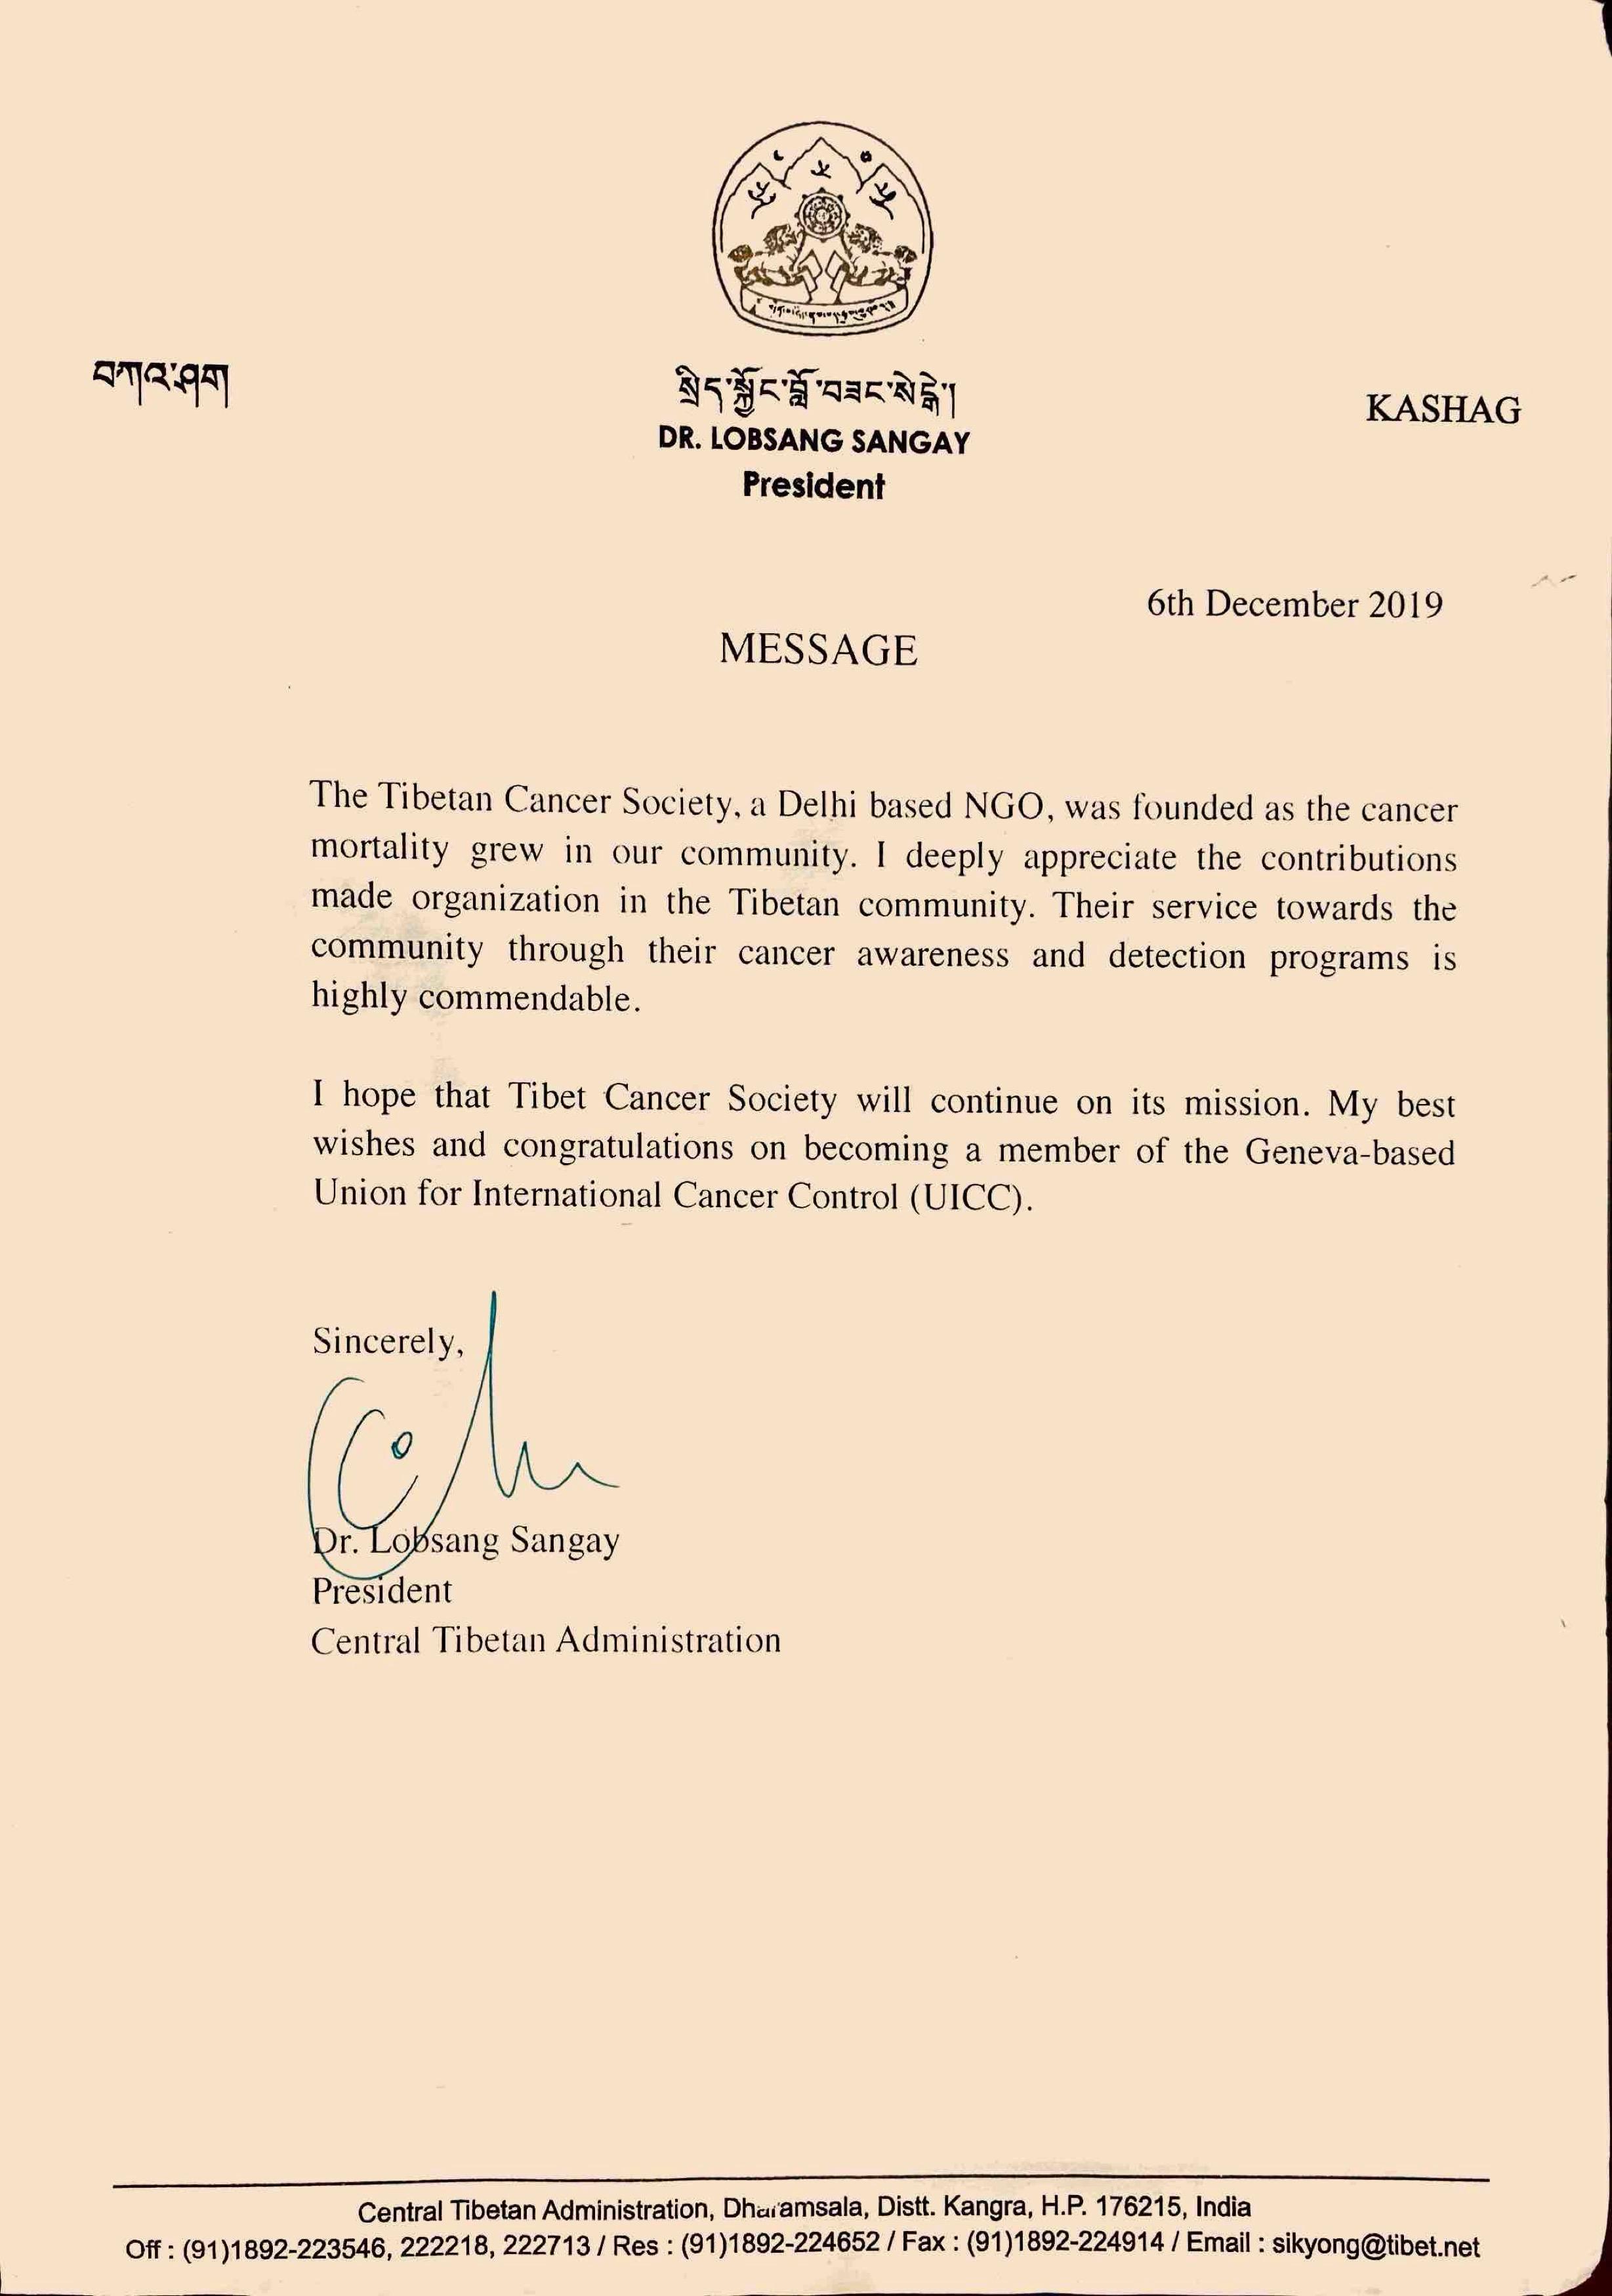 བཀའ་ཤག
སྲིད་སྐྱོང་བློ་བཟང་སེངྒེ།
KASHAG
DR. LOBSANG SANGAY
President
6th December 2019
MESSAGE
The Tibetan Cancer Society, a Delhi based NGO, was founded as the cancer
mortality grew in our community. I deeply appreciate the contributions
made organization in the Tibetan community. Their service towards the
community through their cancer awareness and detection programs is
highly commendable.
I hope that Tibet Cancer Society will continue on its mission. My best
wishes and congratulations on becoming a member of the Geneva-based
Union for International Cancer Control (UICC).
Sincerely,
Dr. Lobsang Sangay
President
Central Tibetan Administration
Central Tibetan Administration, Dharamsala, Distt. Kangra, H.P. 176215, India
Off : (91)1892-223546, 222218, 222713 / Res : (91)1892-224652 / Fax : (91)1892-224914 / Email : sikyong@tibet.net